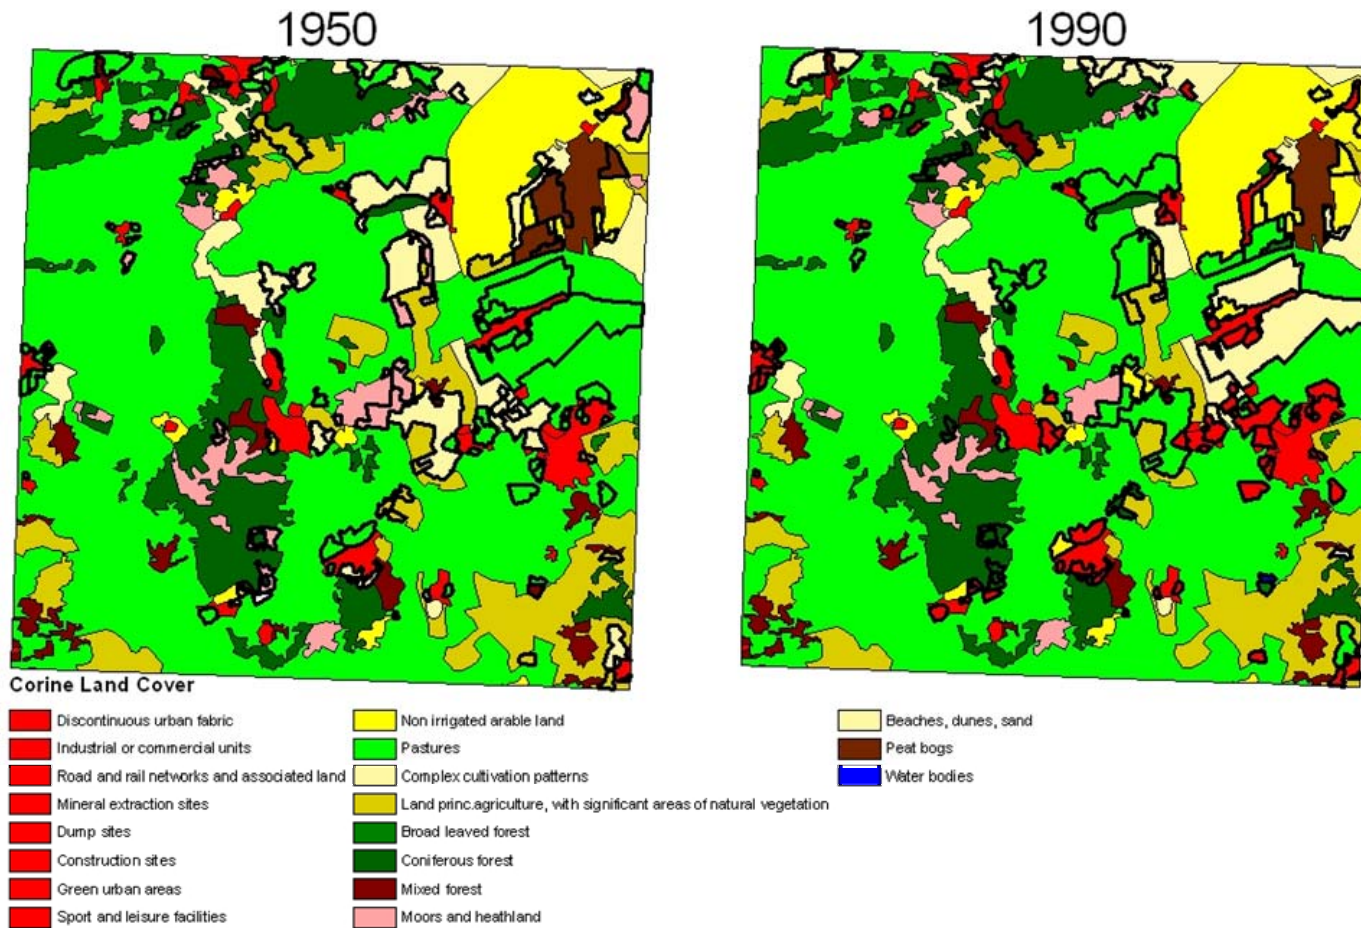 1950
1990
Corine Land Cover
Discontinuous urban fabric
Industrial or commercial units
Road and rail networks and associated land
Mineral extraction sites
Dump sites
Construction sites
Green urban areas
Sport and leisure facilities
Non irrigated arable land
Pastures
Complex cultivation patterns
Land princ.agriculture, with significant areas of natural vegetation
Broad leaved forest
Coniferous forest
Mixed forest
Moors and heathland
Beaches, dunes, sand
Peat bogs
Water bodies